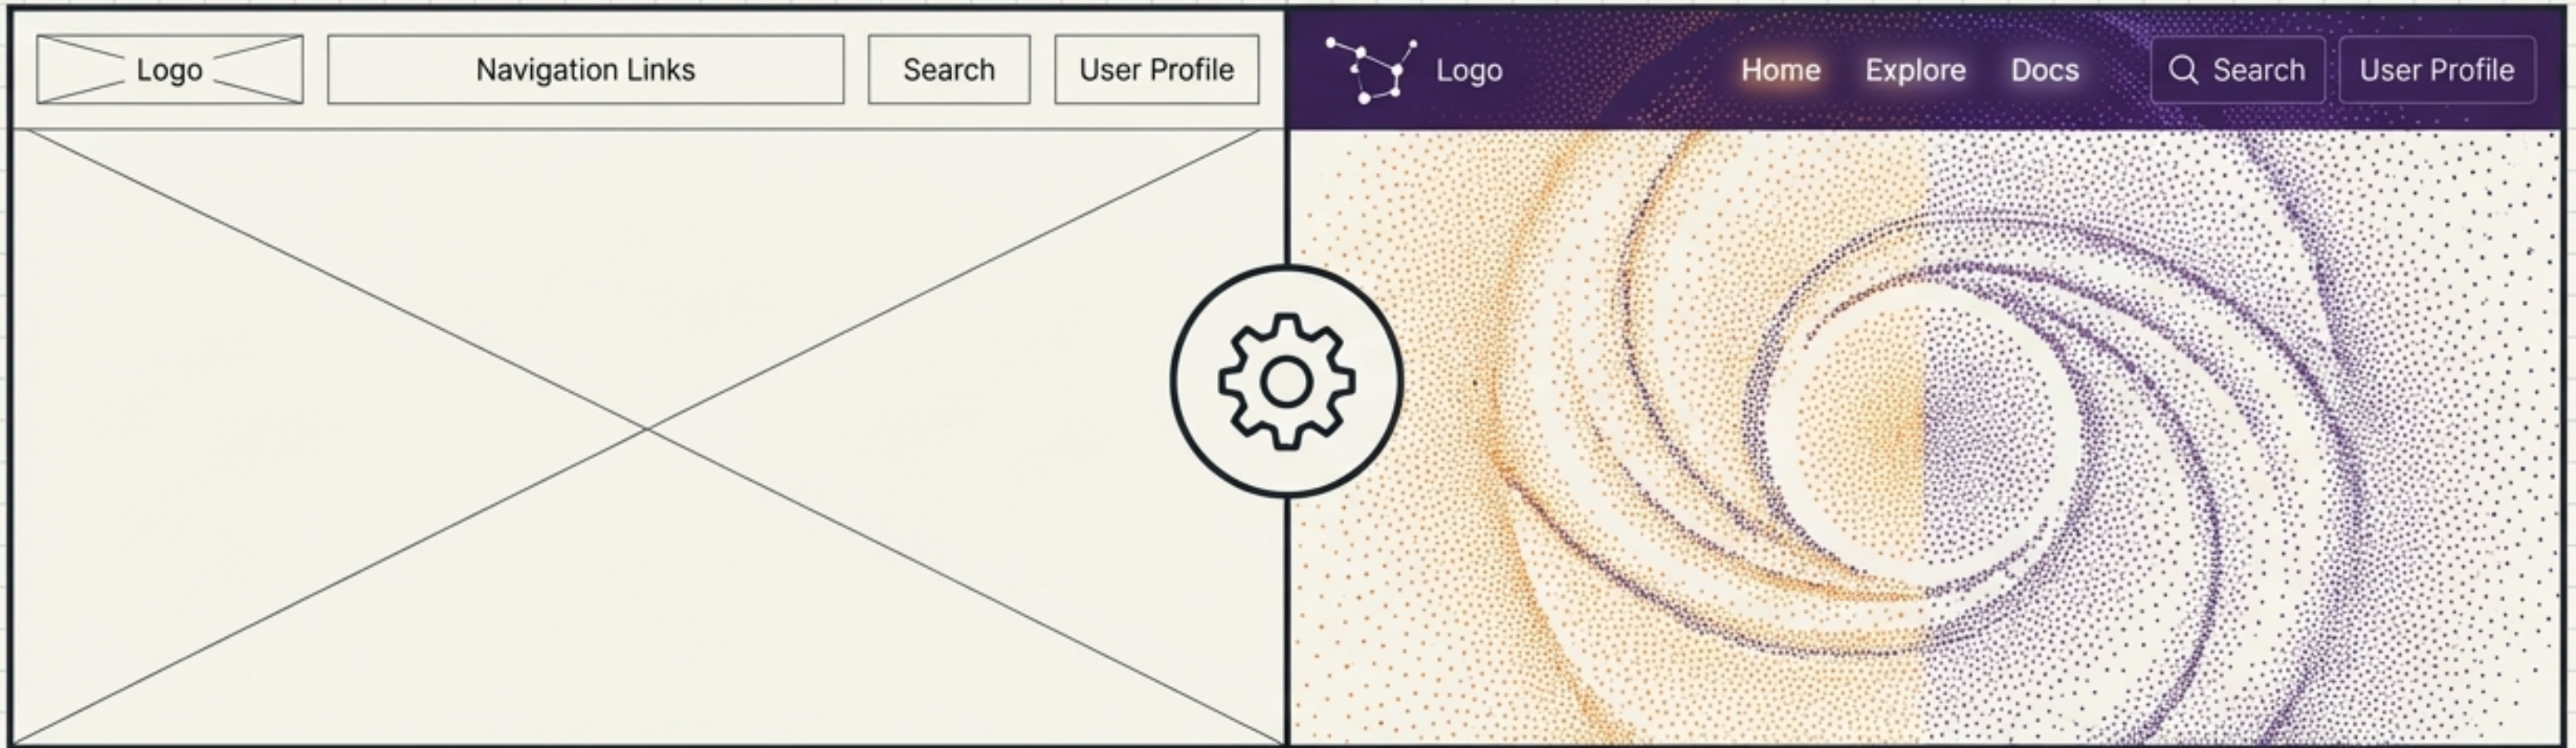 Logo
Navigation Links
Search
User Profile
Logo
Home
Explore
Docs
Search
User Profile